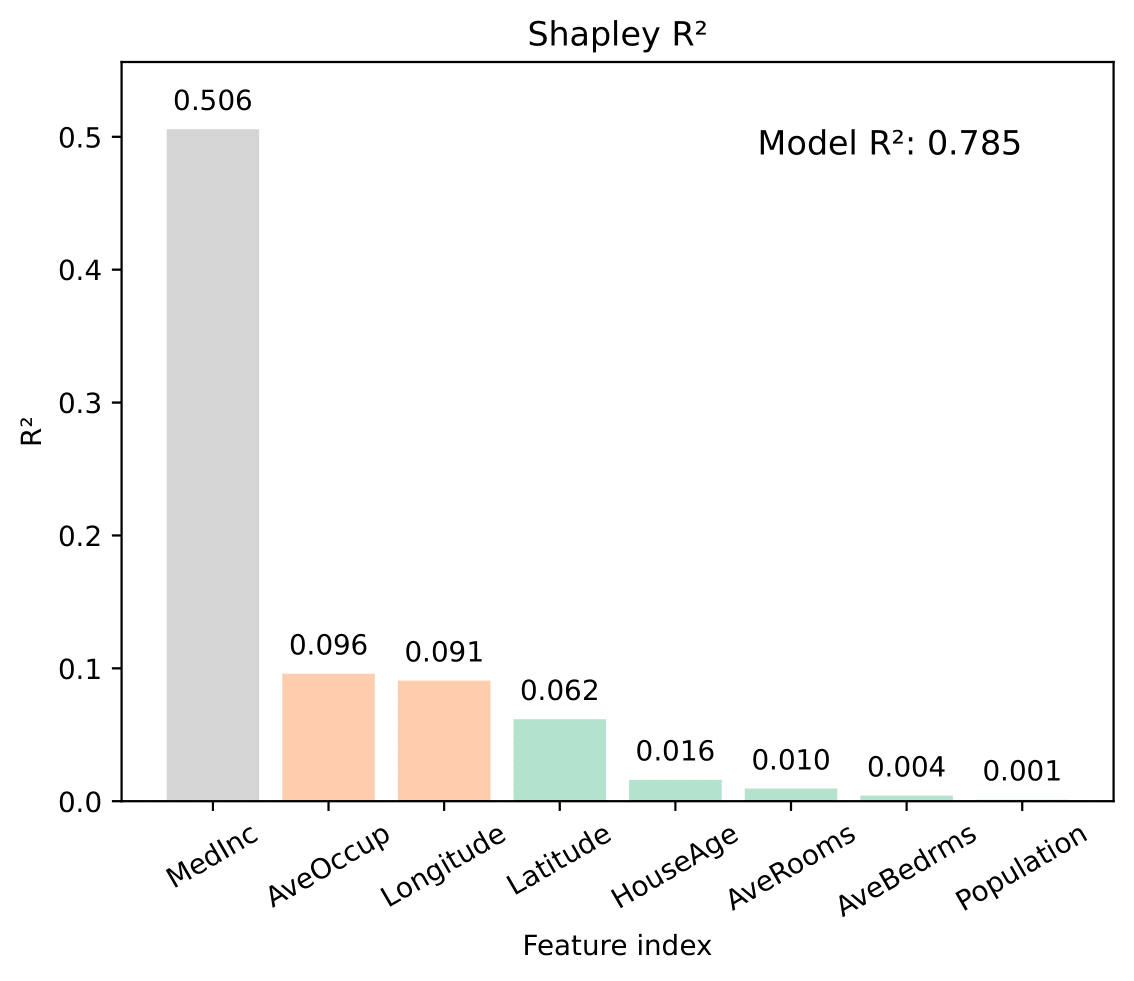 Shapley R²
Model R²: 0.785
R²
0.5
0.4
0.3
0.2
0.1
0.0
0.506
0.096
0.091
0.062
0.016
0.010
0.004
0.001
MedInc
AveOccup
Longitude
Latitude
HouseAge
AveRooms
AveBedrms
Population
Feature index